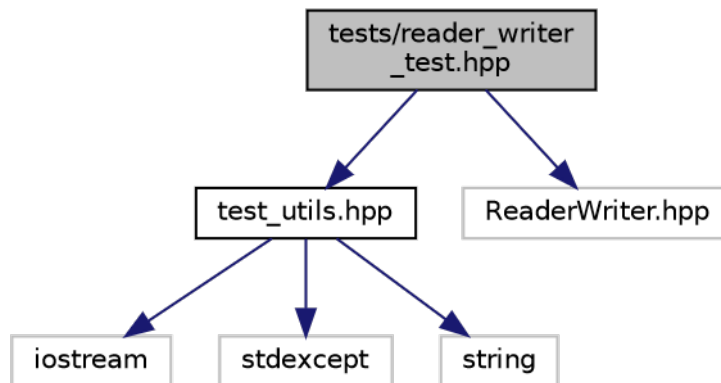 tests/reader_writer
_test.hpp
test_utils.hpp
ReaderWriter.hpp
iostream
stdexcept
string